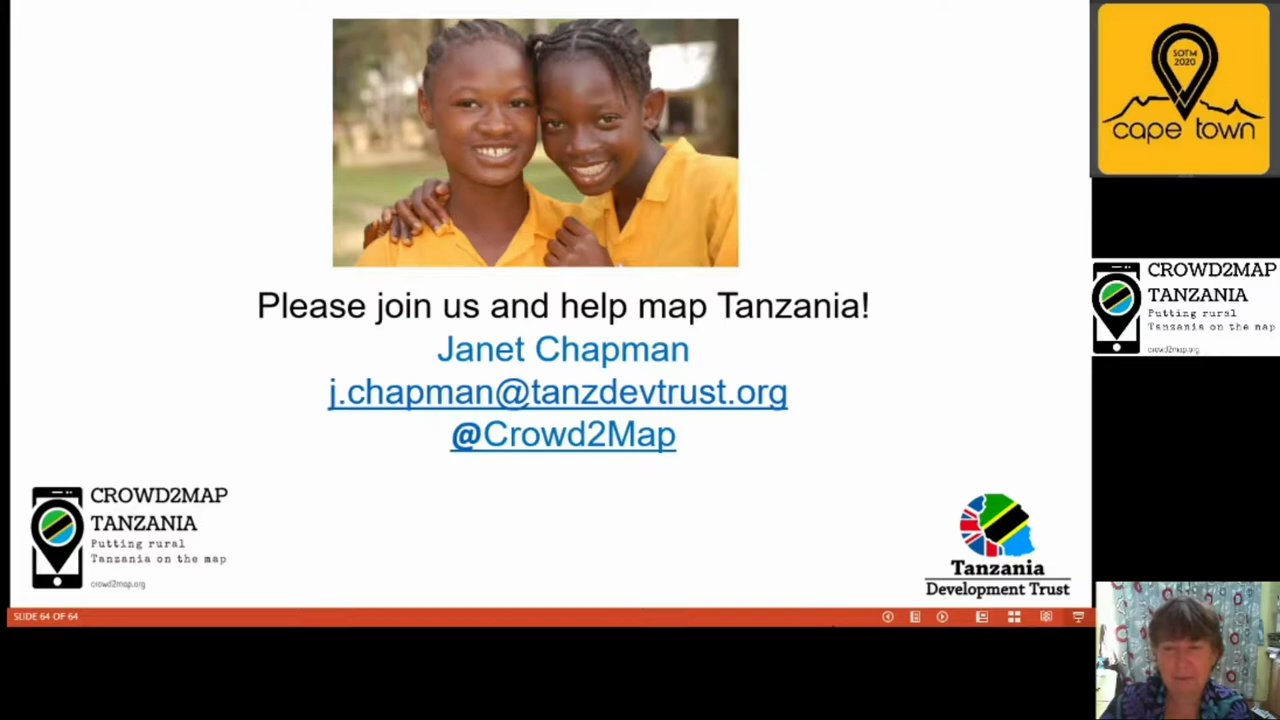 Please join us and help map Tanzania!
Janet Chapman
j.chapman@tanzdevtrust.org
@Crowd2Map
CROWD2MAP
TANZANIA
Putting rural
Tanzania on the map
crowd2map.org
Tanzania
Development Trust
SLIDE 64 OF 64
SOTM
2020
cape town
CROWD2MAP
TANZANIA
Putting rural
Tanzania on the map
crowd2map.org